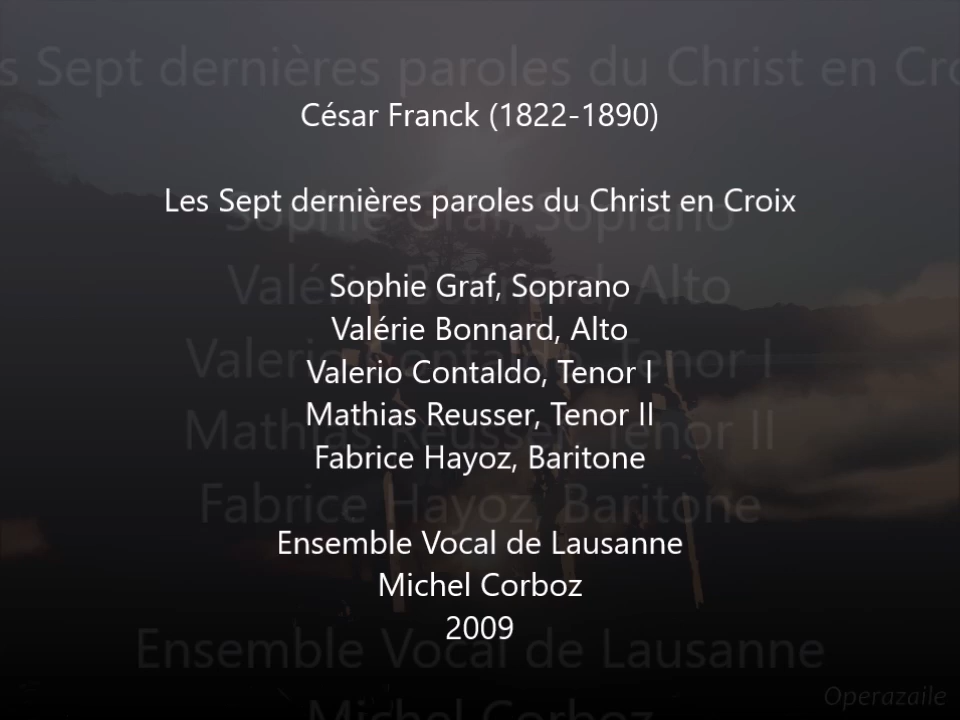 César Franck (1822-1890)
Les Sept dernières paroles du Christ en Croix
Sophie Graf, Soprano
Valérie Bonnard, Alto
Valerio Contaldo, Tenor I
Mathias Reusser, Tenor II
Fabrice Hayoz, Baritone
Ensemble Vocal de Lausanne
Michel Corboz
2009
Operazaile